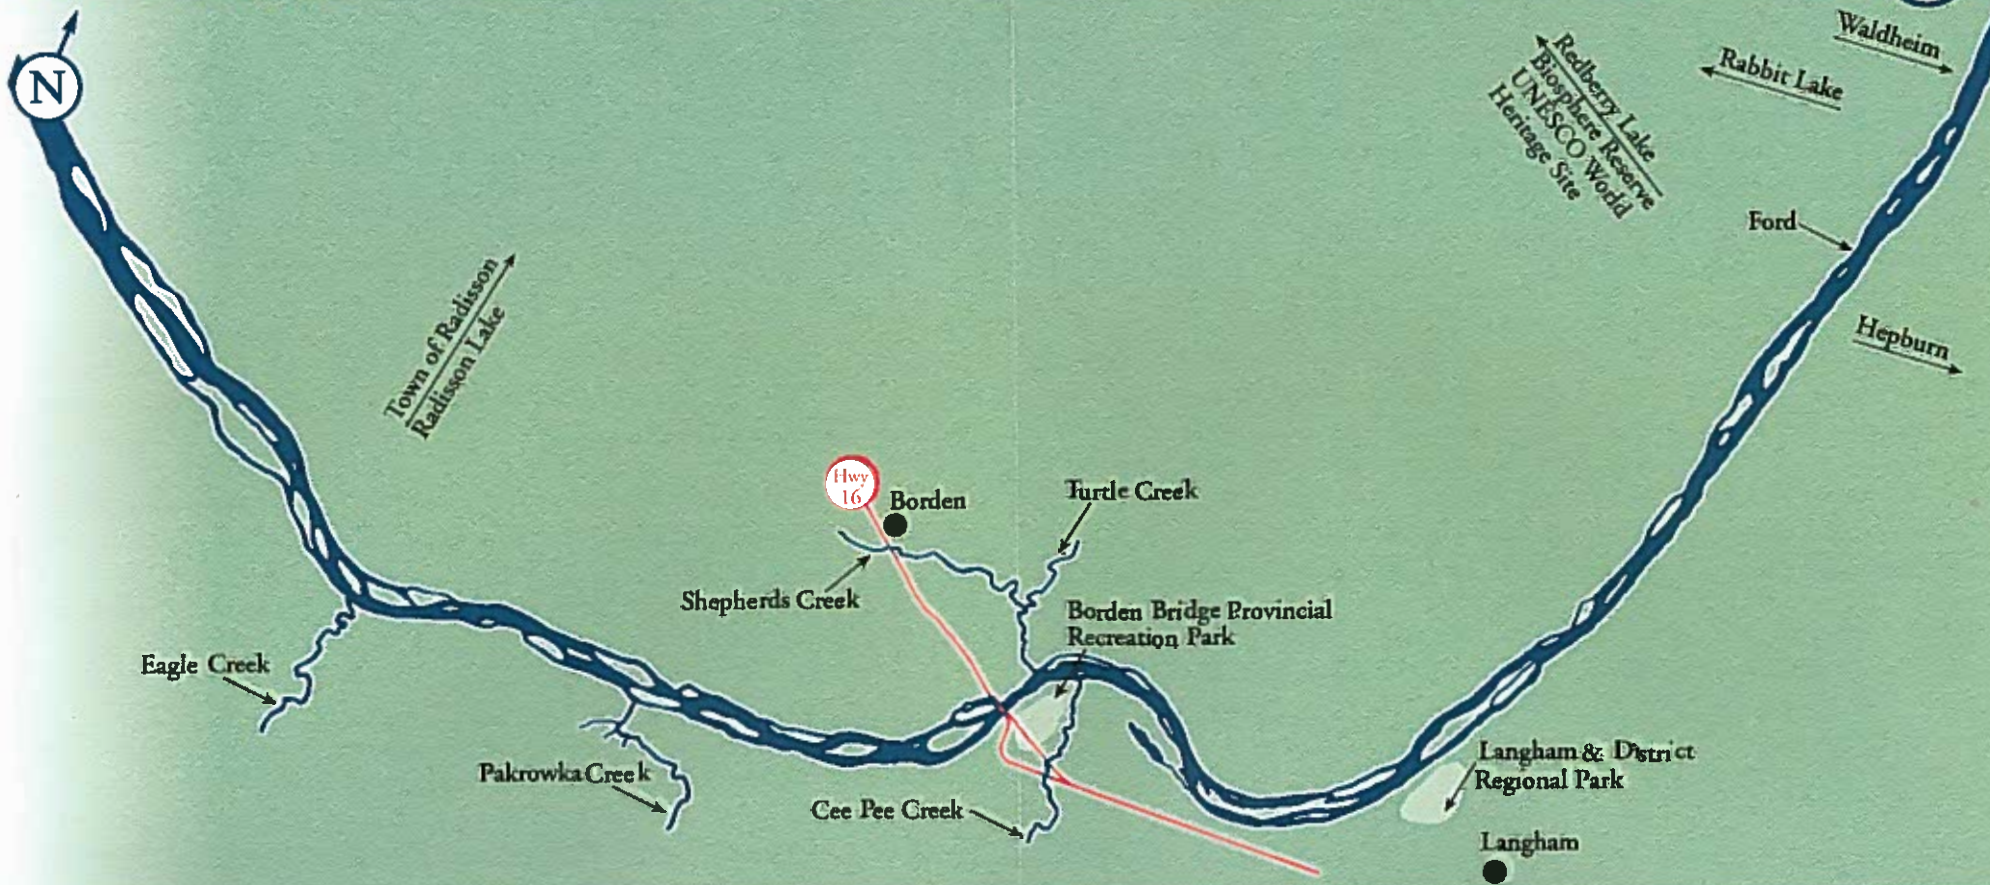 N
Waldheim
Rabbit Lake
Redberry Lake
Biosphere Reserve
UNESCO World
Heritage Site
Ford
Hepburn
Town of Radisson
Radisson Lake
Hwy
16
Borden
Turtle Creek
Shepherds Creek
Borden Bridge Provincial
Recreation Park
Eagle Creek
Pakrowka Creek
Cee Pee Creek
Langham & District
Regional Park
Langham